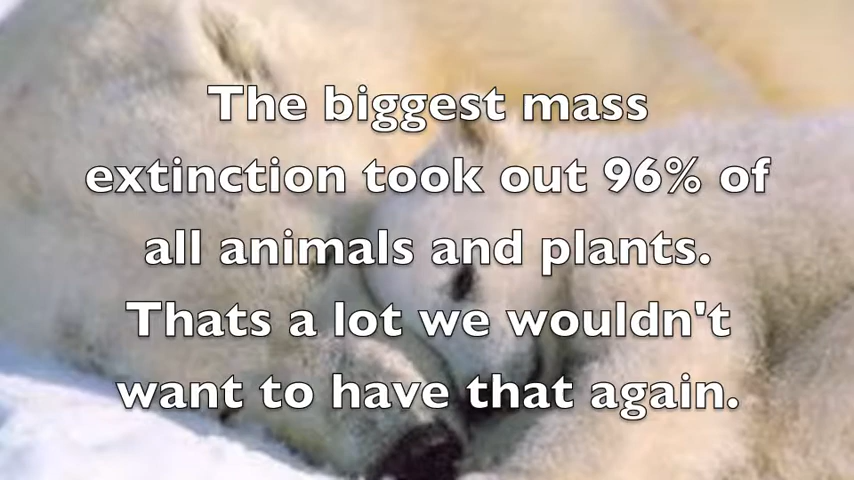 The biggest mass
extinction took out 96% of
all animals and plants.
Thats a lot we wouldn't
want to have that again.